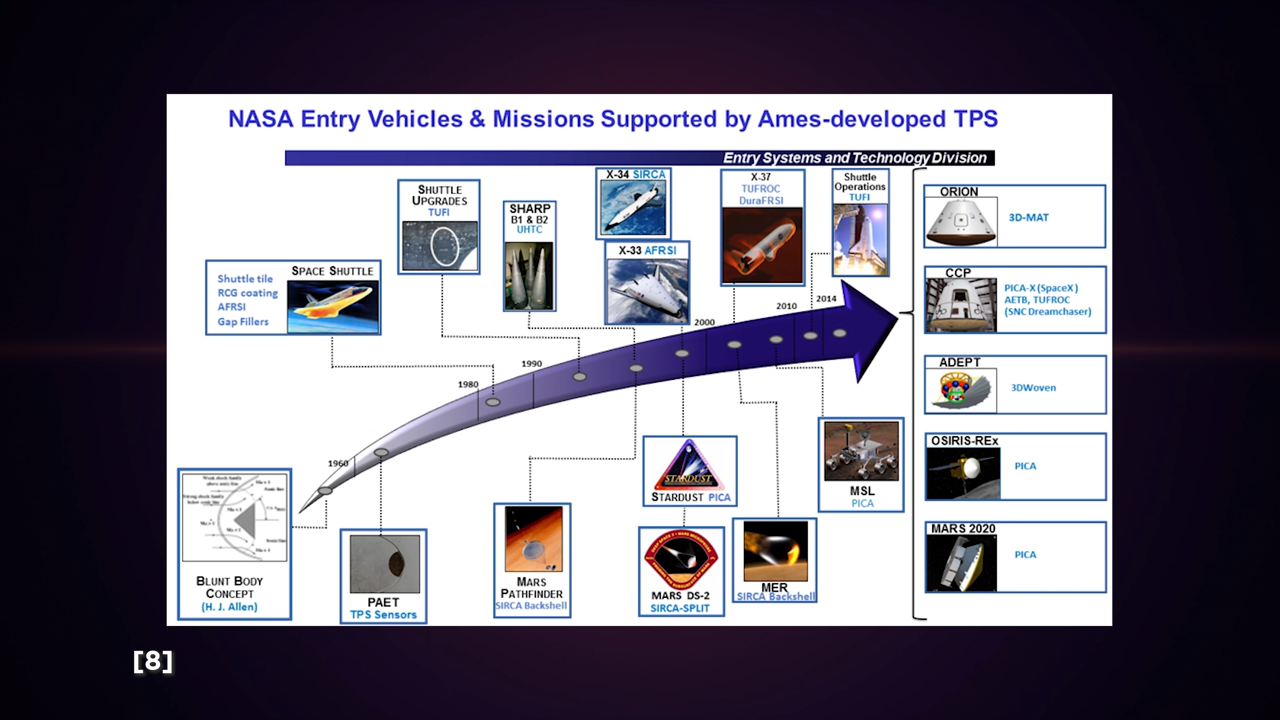 NASA Entry Vehicles & Missions Supported by Ames-developed TPS
Entry Systems and Technology Division
SHUTTLE
UPGRADES
TUFI
SHARP
B1 & B2
UHTC
X-34 SIRCA
X-33 AFRSI
X-37
TUFROC
DuraFRSI
Shuttle
Operations
TUFI
SPACE SHUTTLE
Shuttle tile
RCG coating
AFRSI
Gap Fillers
1960
1980
1990
2000
2010
2014
BLUNT BODY
CONCEPT
(H. J. Allen)
PAET
TPS Sensors
MARS
PATHFINDER
SIRCA Backshell
STARDUST
STARDUST PICA
MARS DS-2
SIRCA-SPLIT
MER
SIRCA Backshell
MSL
PICA
ORION
3D-MAT
CCP
PICA-X (SpaceX)
AETB, TUFROC
(SNC Dreamchaser)
ADEPT
3DWoven
OSIRIS-REx
PICA
MARS 2020
PICA
[8]